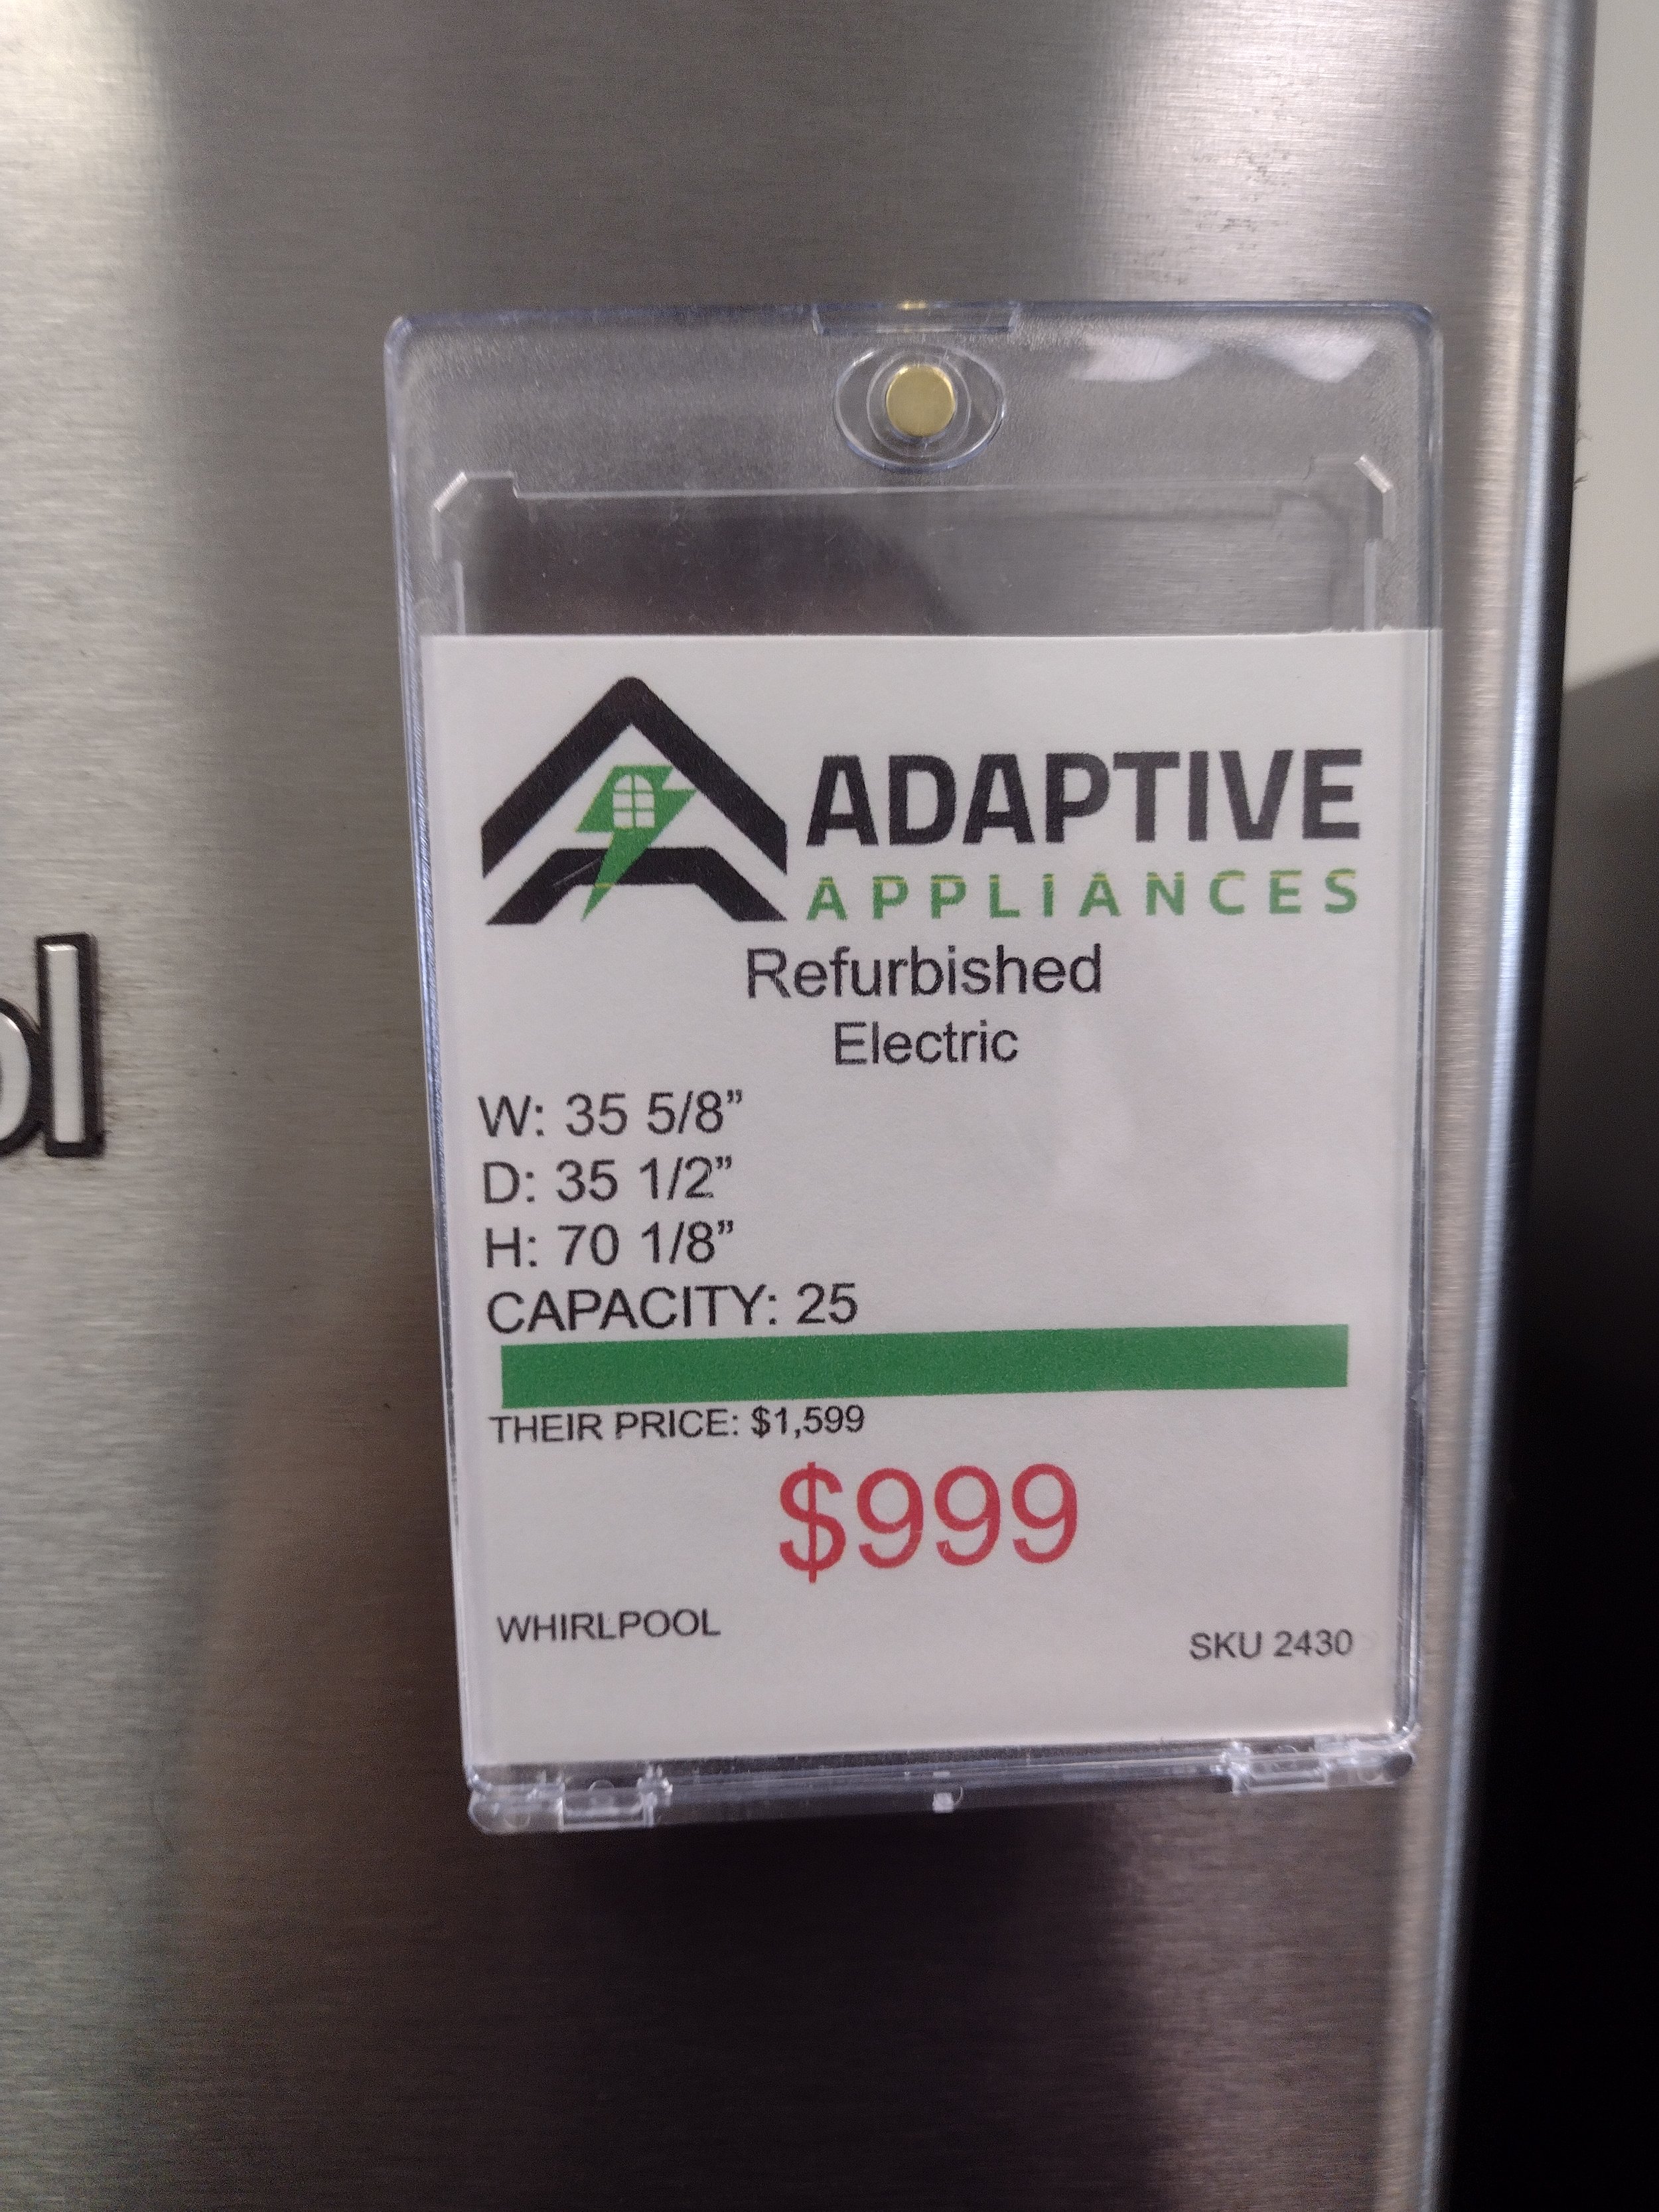 ol
ADAPTIVE
APPLIANCES
Refurbished
Electric
W: 35 5/8”
D: 35 1/2”
H: 70 1/8”
CAPACITY: 25
THEIR PRICE: $1,599
$999
WHIRLPOOL
SKU 2430